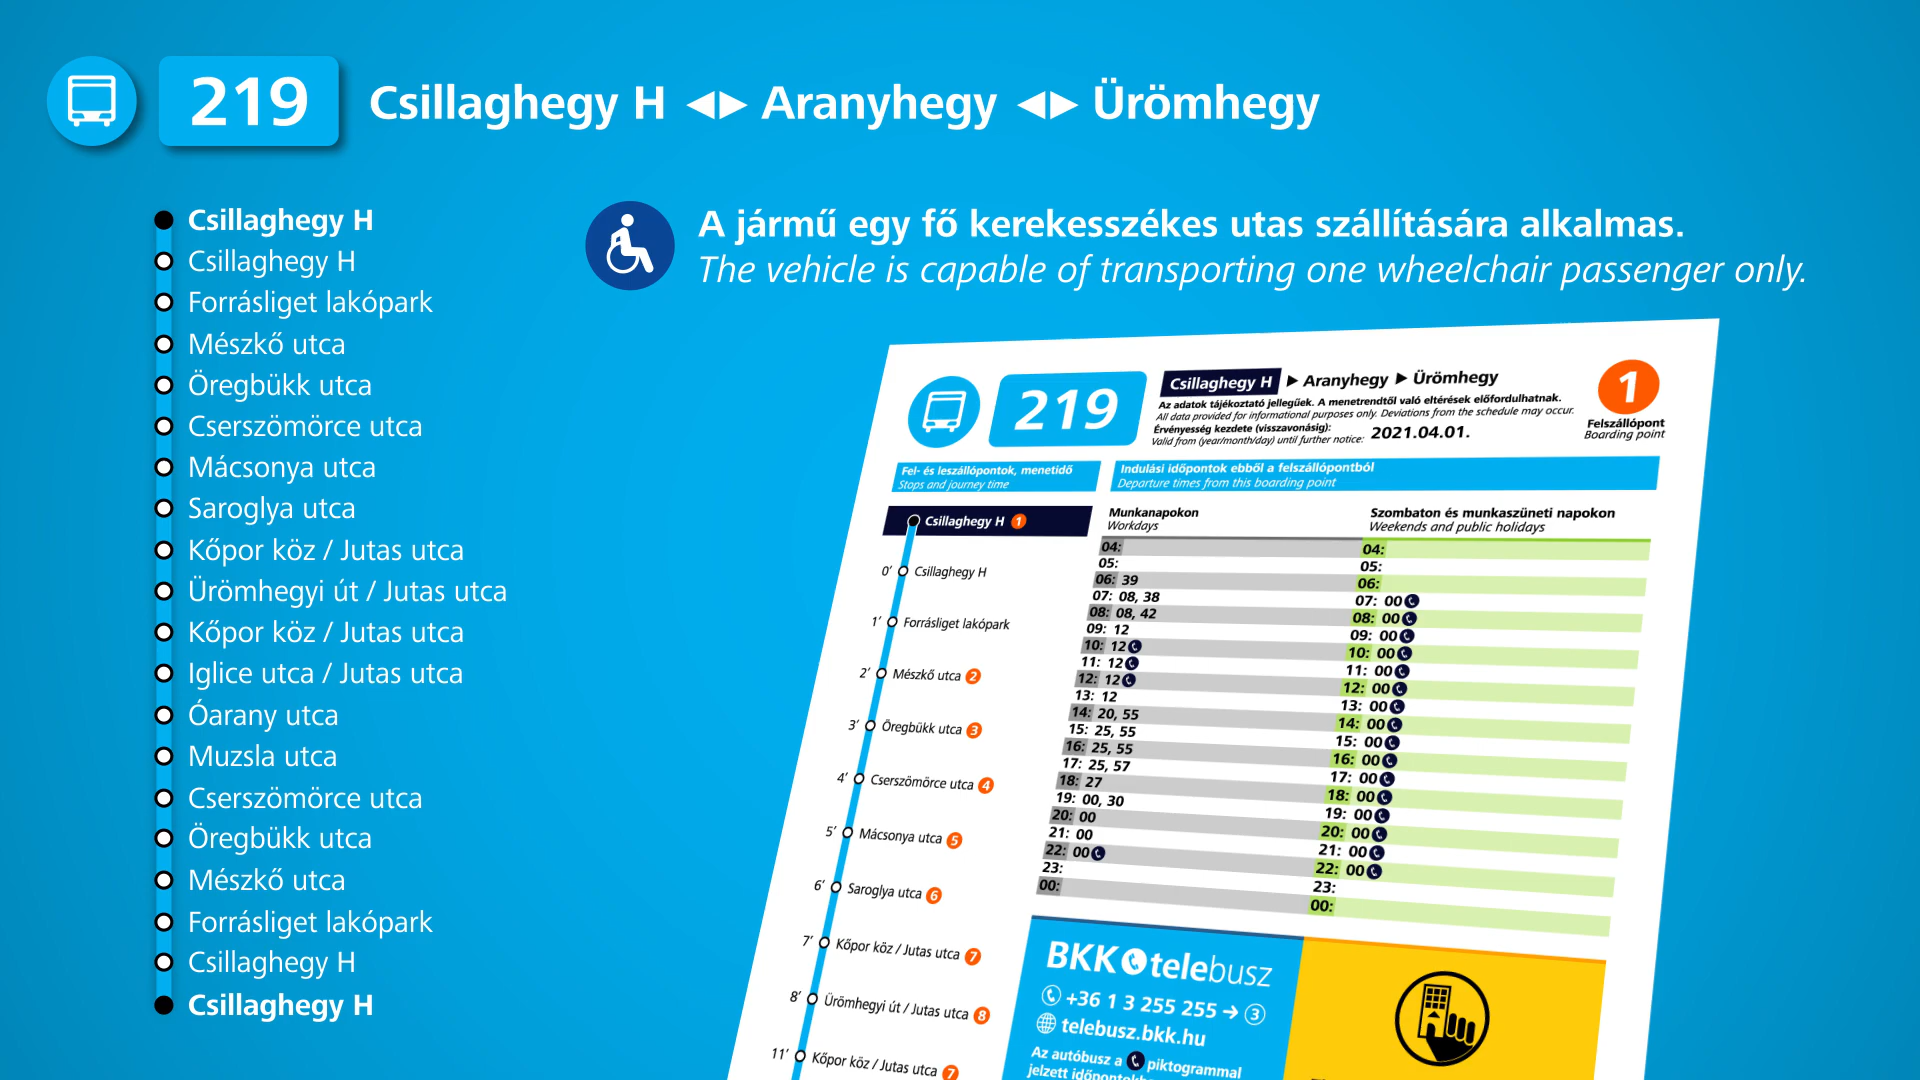 219
Csillaghegy H ◀▶ Aranyhegy ◀▶ Ürömhegy
Csillaghegy H
Csillaghegy H
Forrásliget lakópark
Mészkő utca
Öregbükk utca
Cserszömörce utca
Mácsonya utca
Saroglya utca
Kőpor köz / Jutas utca
Ürömhegyi út / Jutas utca
Kőpor köz / Jutas utca
Iglice utca / Jutas utca
Óarany utca
Muzsla utca
Cserszömörce utca
Öregbükk utca
Mészkő utca
Forrásliget lakópark
Csillaghegy H
Csillaghegy H
A jármű egy fő kerekesszékes utas szállítására alkalmas.
The vehicle is capable of transporting one wheelchair passenger only.
219
Csillaghegy H ▶ Aranyhegy ▶ Ürömhegy
Az adatok tájékoztató jellegűek. A menetrendtől való eltérések előfordulhatnak.
All data provided for informational purposes only. Deviations from the schedule may occur.
Érvényesség kezdete (visszavonásig):
Valid from (year/month/day) until further notice: 2021.04.01.
1
Felszállópont
Boarding point
Fel- és leszállópontok, menetidő
Stops and journey time
Csillaghegy H 1
0' Csillaghegy H
1' Forrásliget lakópark
2' Mészkő utca 2
3' Öregbükk utca 3
4' Cserszömörce utca 4
5' Mácsonya utca 5
6' Saroglya utca 6
7' Kőpor köz / Jutas utca 7
8' Ürömhegyi út / Jutas utca 8
11' Kőpor köz / Jutas utca 7
Indulási időpontok ebből a felszállópontból
Departure times from this boarding point
Munkanapokon
Workdays
04:
05:
06: 39
07: 08, 38
08: 08, 42
09: 12
10: 12
11: 12
12: 12
13: 12
14: 20, 55
15: 25, 55
16: 25, 55
17: 25, 57
18: 27
19: 00, 30
20: 00
21: 00
22: 00
23:
00:
Szombaton és munkaszüneti napokon
Weekends and public holidays
04:
05:
06:
07: 00
08: 00
09: 00
10: 00
11: 00
12: 00
13: 00
14: 00
15: 00
16: 00
17: 00
18: 00
19: 00
20: 00
21: 00
22: 00
23:
00:
BKK telebusz
+36 1 3 255 255 → 3
telebusz.bkk.hu
Az autóbusz a piktogrammal
jelzett